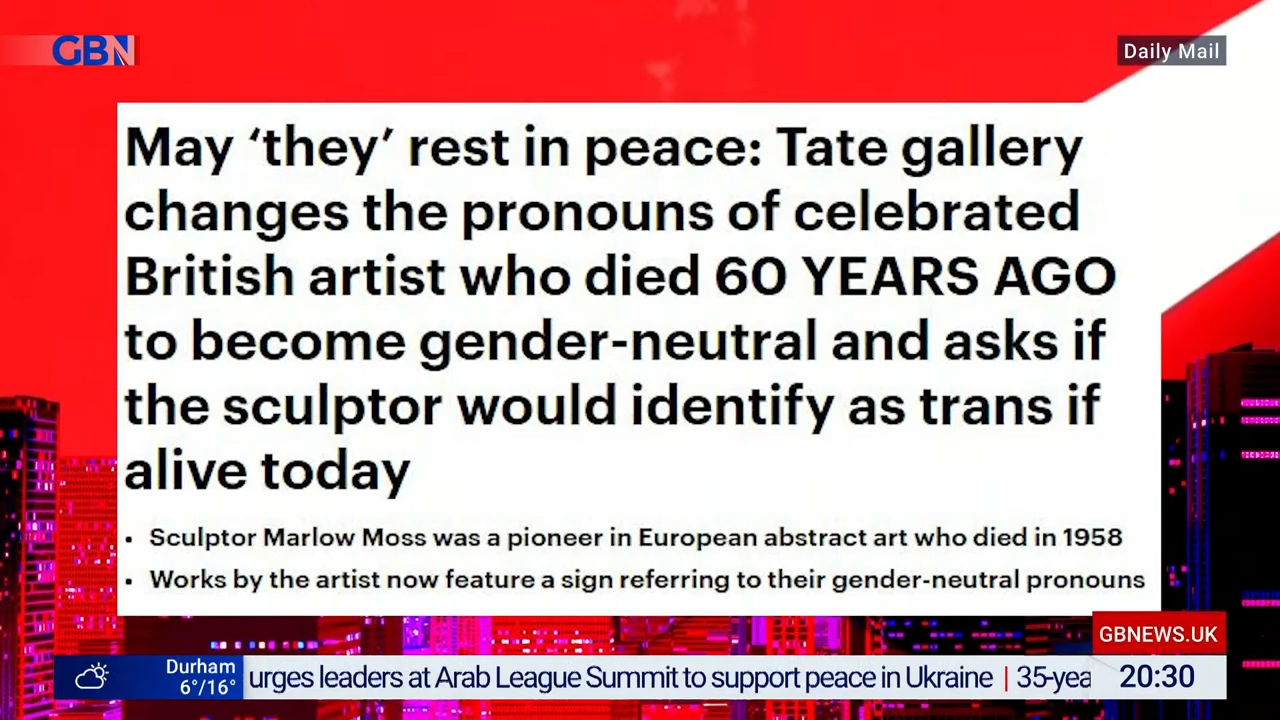 GBN
Daily Mail
May ‘they’ rest in peace: Tate gallery
changes the pronouns of celebrated
British artist who died 60 YEARS AGO
to become gender-neutral and asks if
the sculptor would identify as trans if
alive today
• Sculptor Marlow Moss was a pioneer in European abstract art who died in 1958
• Works by the artist now feature a sign referring to their gender-neutral pronouns
GBNEWS.UK
Durham
6°/16°
urges leaders at Arab League Summit to support peace in Ukraine | 35-yea
20:30